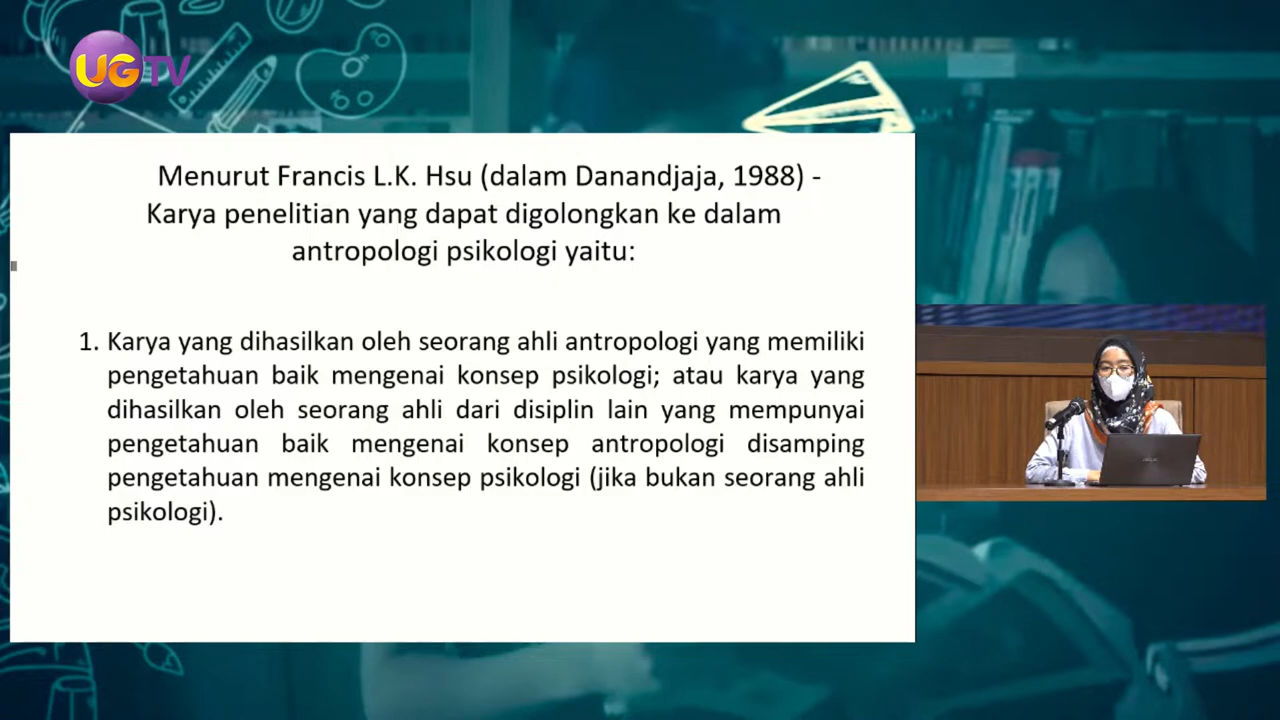 UGTV
Menurut Francis L.K. Hsu (dalam Danandjaja, 1988) -
Karya penelitian yang dapat digolongkan ke dalam
antropologi psikologi yaitu:
1. Karya yang dihasilkan oleh seorang ahli antropologi yang memiliki
pengetahuan baik mengenai konsep psikologi; atau karya yang
dihasilkan oleh seorang ahli dari disiplin lain yang mempunyai
pengetahuan baik mengenai konsep antropologi disamping
pengetahuan mengenai konsep psikologi (jika bukan seorang ahli
psikologi).